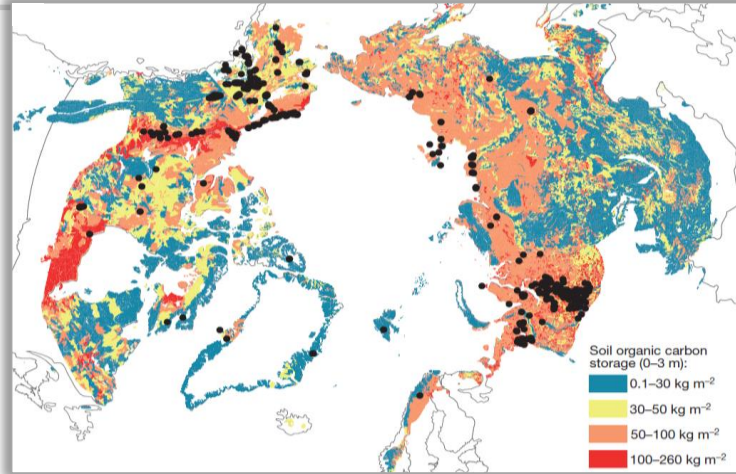 Soil organic carbon
storage (0–3 m):
0.1–30 kg m⁻²
30–50 kg m⁻²
50–100 kg m⁻²
100–260 kg m⁻²